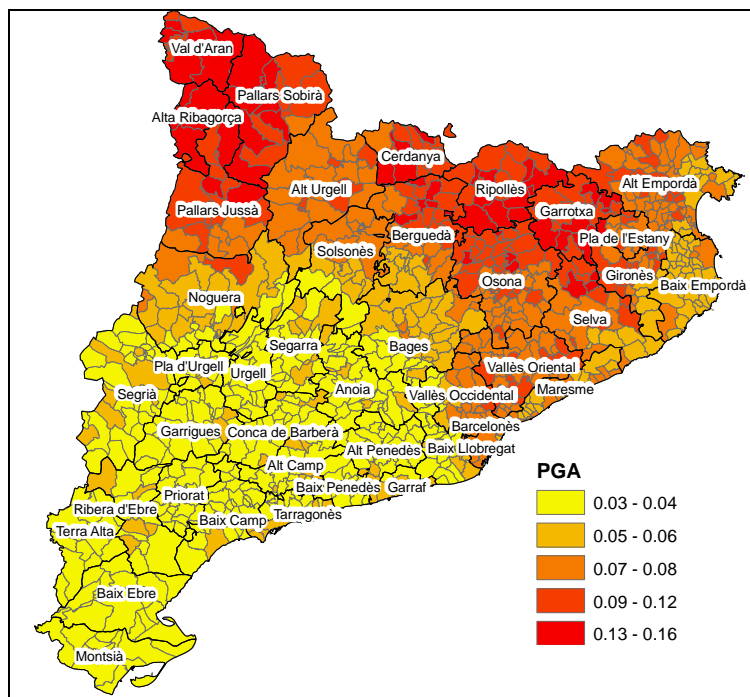 Val d'Aran
Pallars Sobirà
Alta Ribagorça
Cerdanya
Alt Urgell
Ripollès
Alt Empordà
Pallars Jussà
Garrotxa
Berguedà
Pla de l'Estany
Solsonès
Osona
Gironès
Baix Empordà
Noguera
Selva
Segarra
Bages
Pla d'Urgell
Urgell
Vallès Oriental
Anoia
Vallès Occidental
Maresme
Segrià
Barcelonès
Garrigues
Conca de Barberà
Alt Penedès
Baix Llobregat
Alt Camp
Baix Penedès
Garraf
Priorat
Ribera d'Ebre
Tarragonès
Baix Camp
Terra Alta
Baix Ebre
Montsià
PGA
0.03 - 0.04
0.05 - 0.06
0.07 - 0.08
0.09 - 0.12
0.13 - 0.16